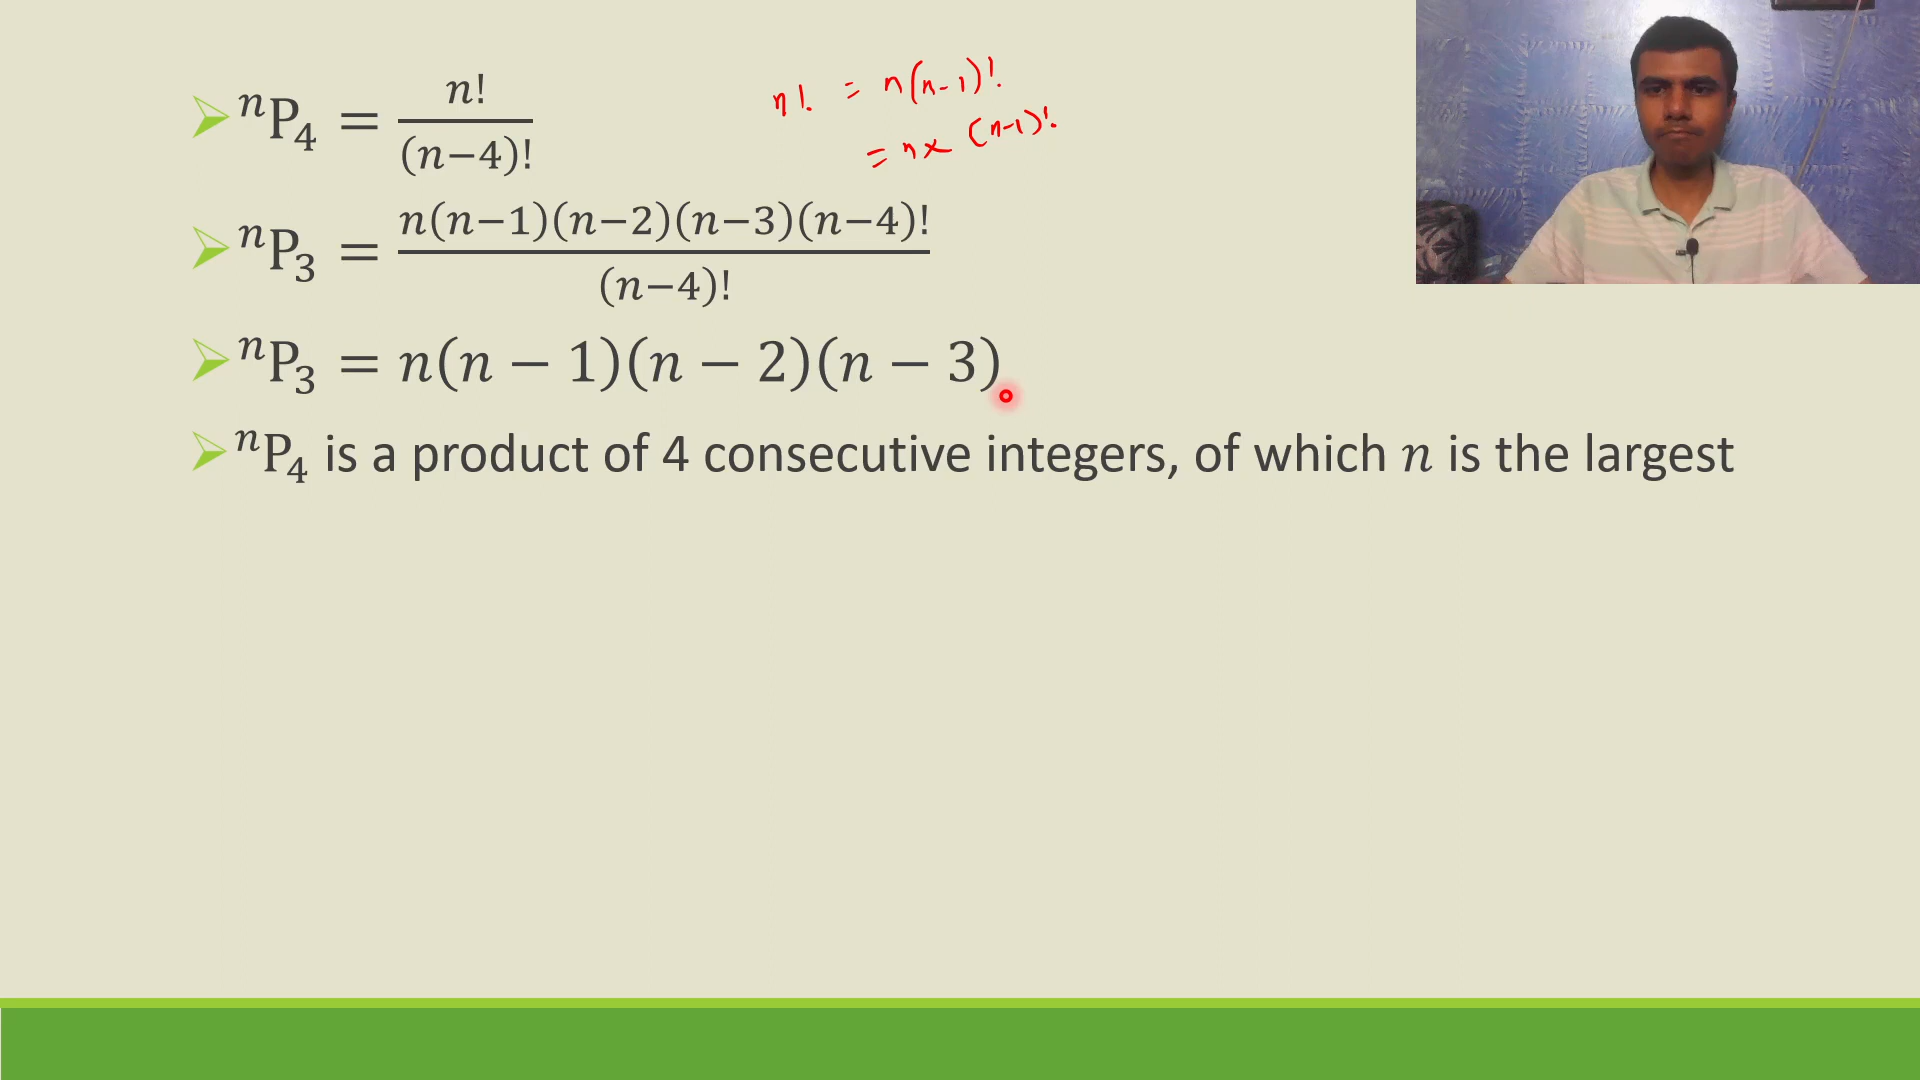 ⁿP₄ = n!/(n−4)!
n! = n(n-1)!
= n× (n-1)!
ⁿP₃ = n(n−1)(n−2)(n−3)(n−4)!/(n−4)!
ⁿP₃ = n(n − 1)(n − 2)(n − 3)
ⁿP₄ is a product of 4 consecutive integers, of which n is the largest